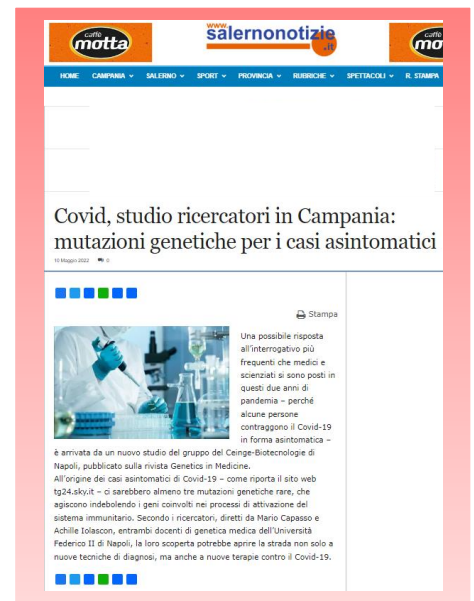 caffè
motta
www.
salernonotizie
.it
caffè
mo
HOME CAMPANIA SALERNO SPORT PROVINCIA RUBRICHE SPETTACOLI R. STAMPA
Covid, studio ricercatori in Campania:
mutazioni genetiche per i casi asintomatici
10 Maggio 2022 0
Stampa
Una possibile risposta
all'interrogativo più
frequenti che medici e
scienziati si sono posti in
questi due anni di
pandemia – perché
alcune persone
contraggono il Covid-19
in forma asintomatica –
è arrivata da un nuovo studio del gruppo del Ceinge-Biotecnologie di
Napoli, pubblicato sulla rivista Genetics in Medicine.
All'origine dei casi asintomatici di Covid-19 – come riporta il sito web
tg24.sky.it – ci sarebbero almeno tre mutazioni genetiche rare, che
agiscono indebolendo i geni coinvolti nei processi di attivazione del
sistema immunitario. Secondo i ricercatori, diretti da Mario Capasso e
Achille Iolascon, entrambi docenti di genetica medica dell'Università
Federico II di Napoli, la loro scoperta potrebbe aprire la strada non solo a
nuove tecniche di diagnosi, ma anche a nuove terapie contro il Covid-19.